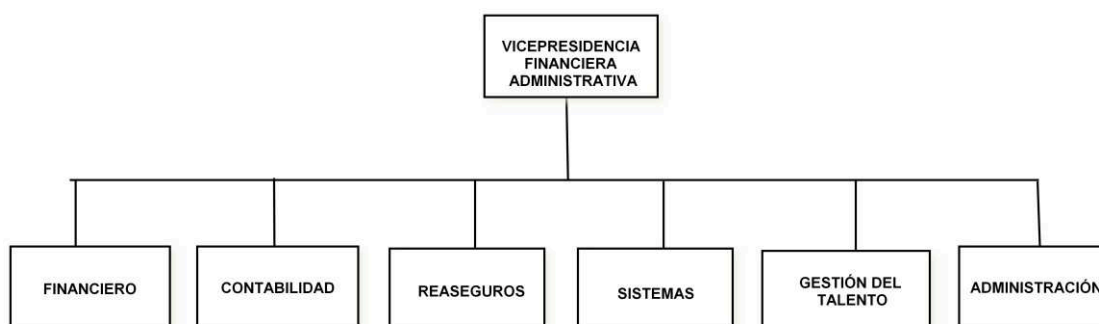 VICEPRESIDENCIA
FINANCIERA
ADMINISTRATIVA
FINANCIERO
CONTABILIDAD
REASEGUROS
SISTEMAS
GESTIÓN DEL
TALENTO
ADMINISTRACIÓN